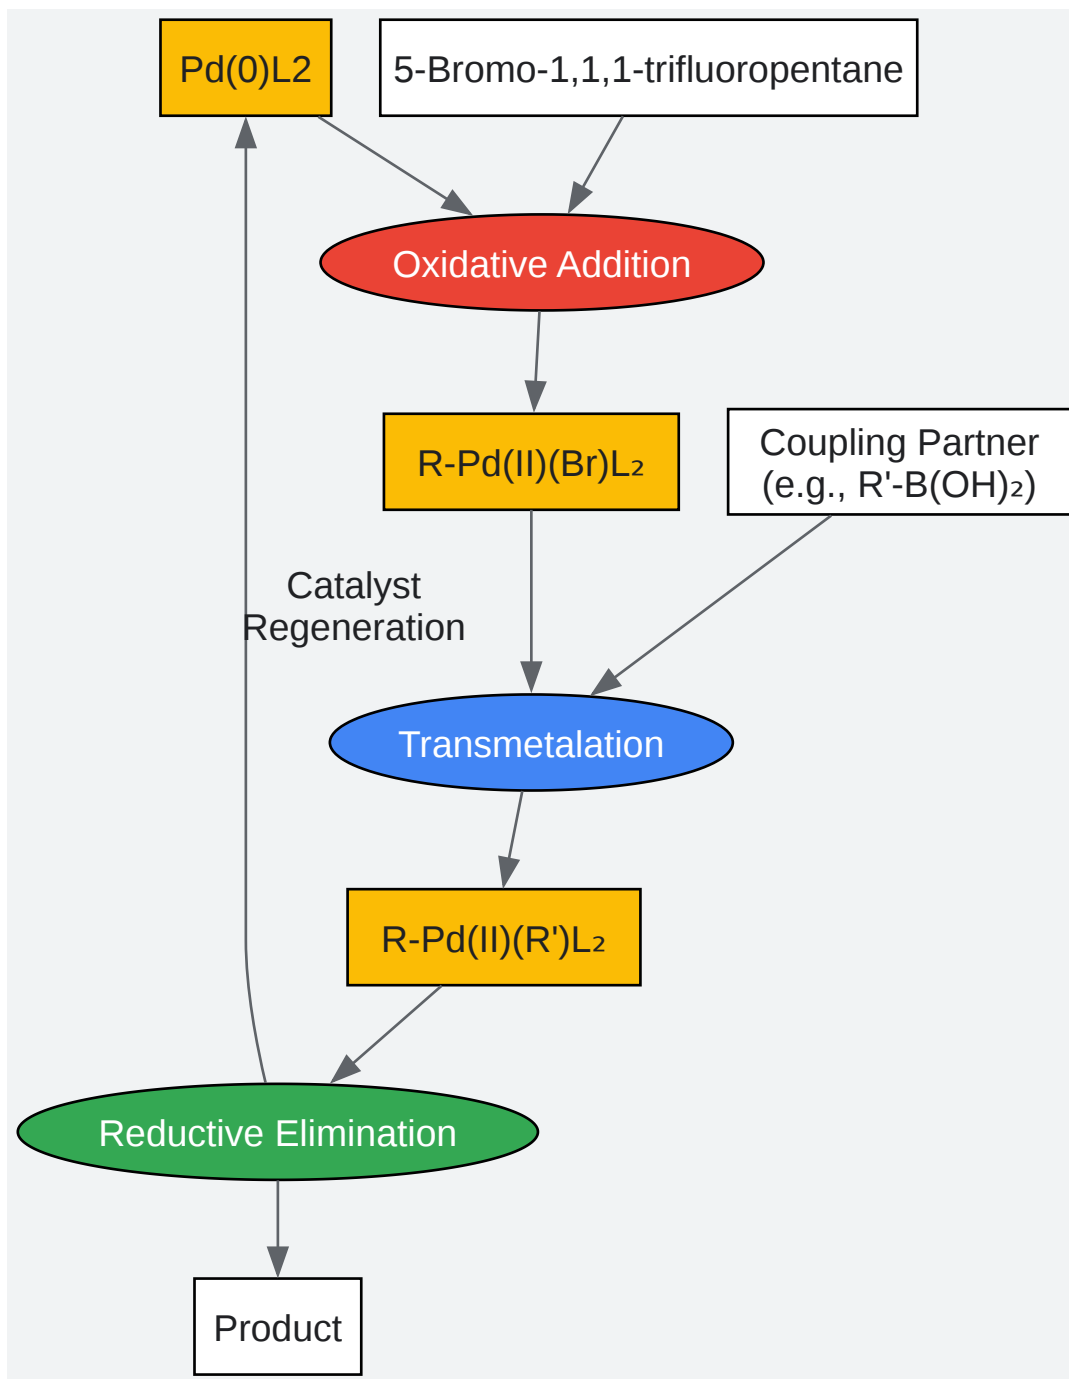 Pd(0)L2
5-Bromo-1,1,1-trifluoropentane
Oxidative Addition
R-Pd(II)(Br)L₂
Coupling Partner
(e.g., R'-B(OH)₂)
Catalyst
Regeneration
Transmetalation
R-Pd(II)(R')L₂
Reductive Elimination
Product